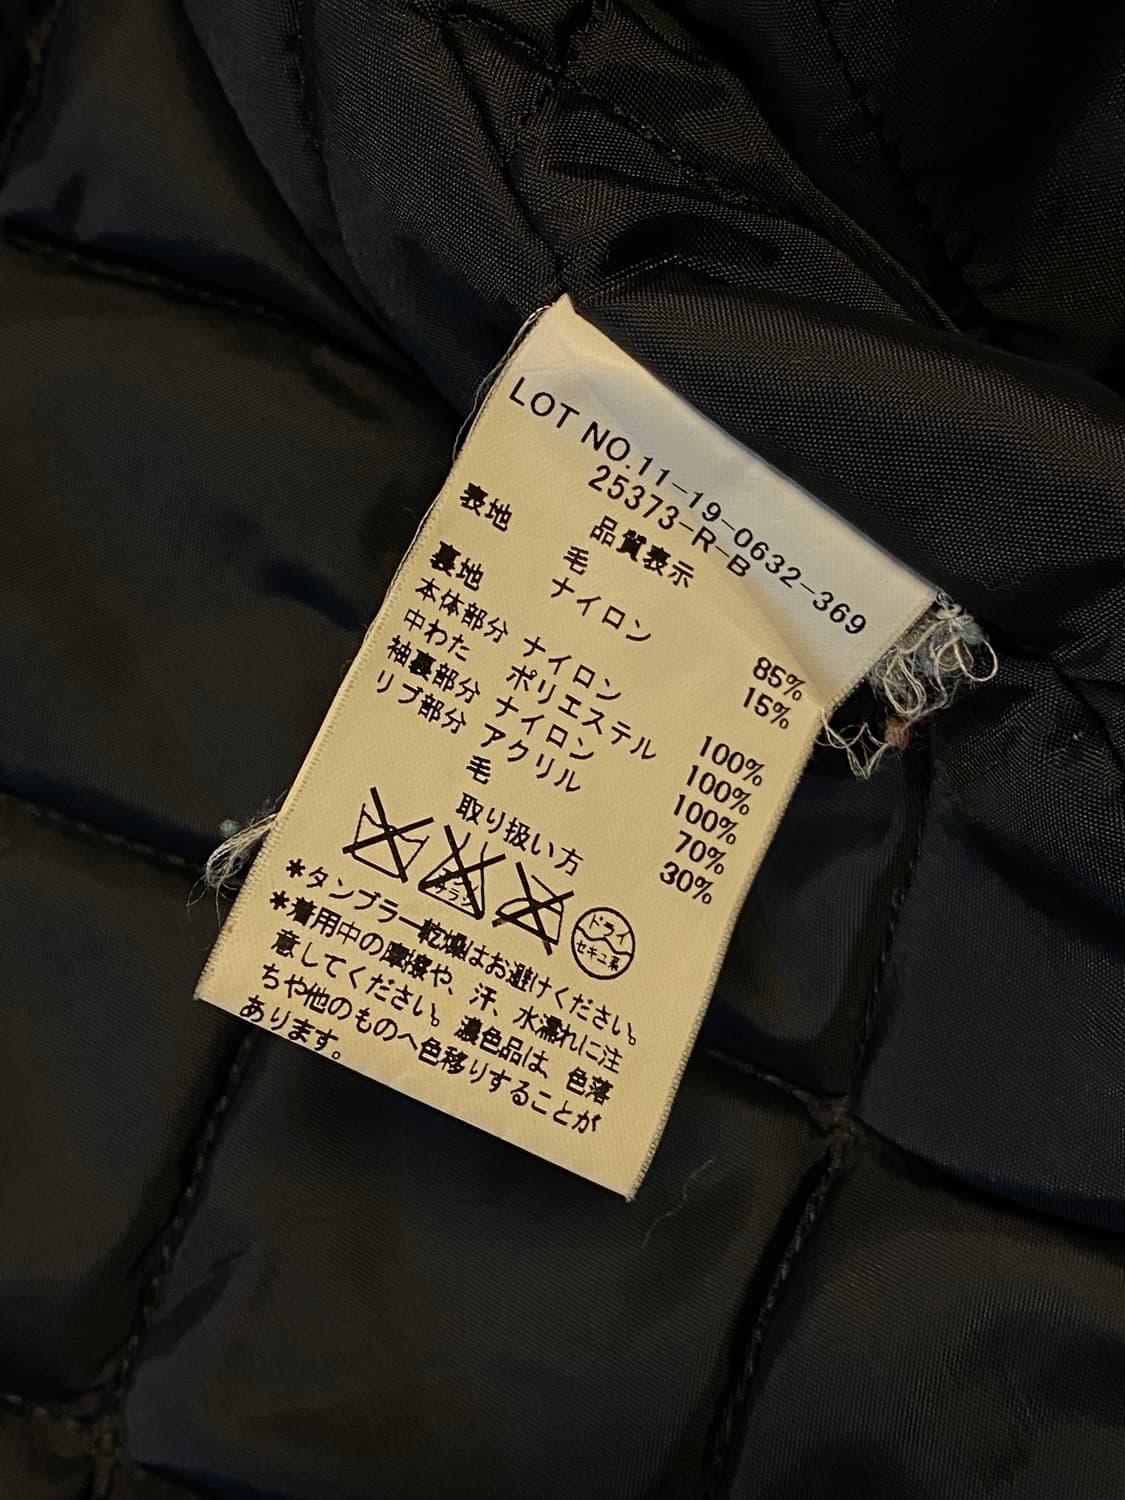 LOT NO.11-19-0632-369
25373-R-B
品質表示
表地 毛 85%
ナイロン 15%
裏地
本体部分 ナイロン 100%
中わた ポリエステル 100%
袖裏部分 ナイロン 100%
リブ部分 アクリル 70%
毛 30%
取り扱い方
エンソサラシ
ドライ
セキユ系
*タンブラー乾燥はお避けください。
*着用中の摩擦や、汗、水濡れに注
意してください。濃色品は、色落
ちや他のものへ色移りすることが
あります。